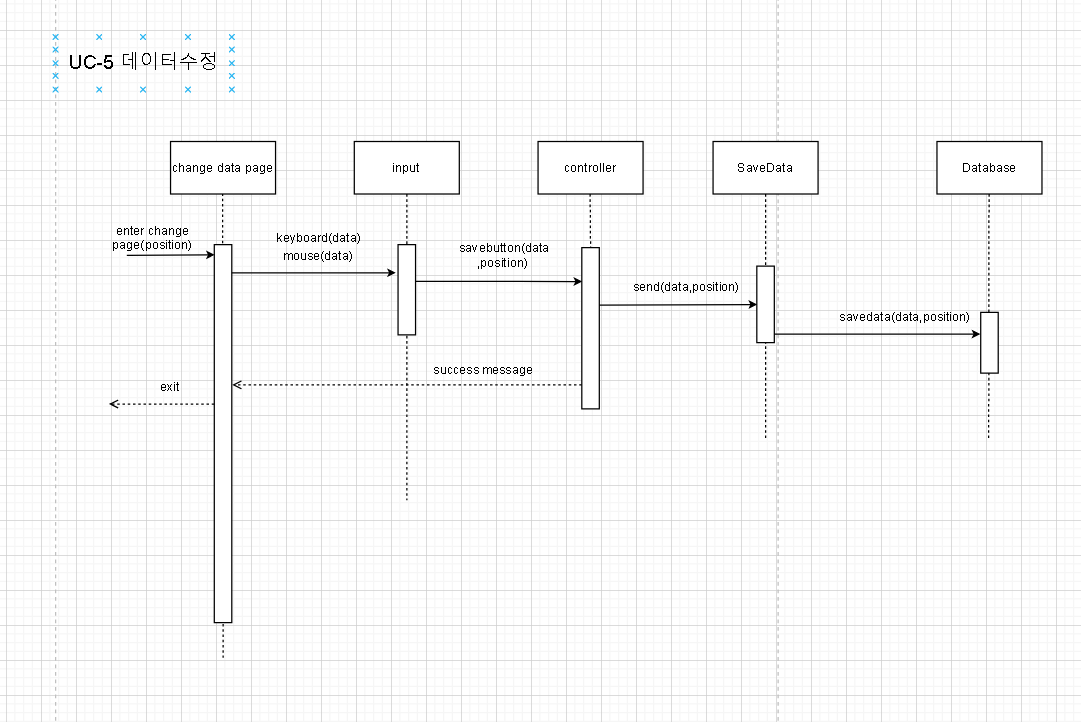 UC-5 데이터수정
change data page
input
controller
SaveData
Database
enter change
page(position)
keyboard(data)
mouse(data)
savebutton(data
,position)
send(data,position)
savedata(data,position)
success message
exit